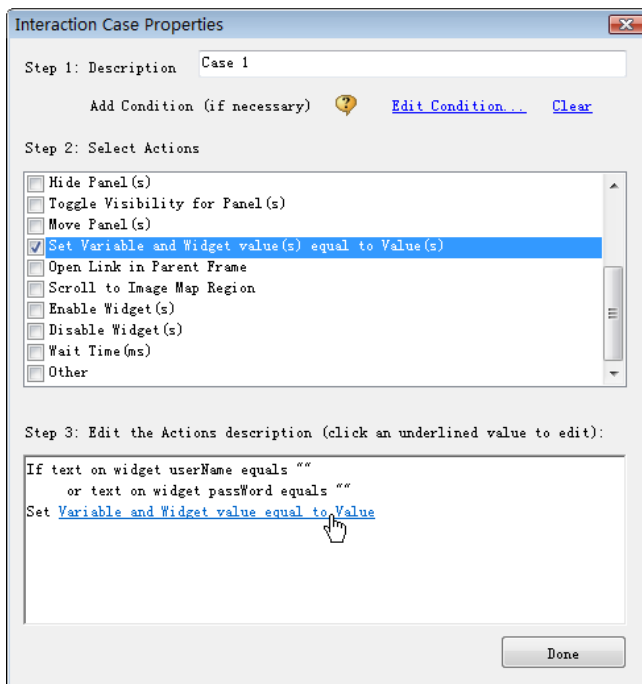 Interaction Case Properties
Step 1: Description Case 1
Add Condition (if necessary) ? Edit Condition... Clear
Step 2: Select Actions
Hide Panel(s)
Toggle Visibility for Panel(s)
Move Panel(s)
Set Variable and Widget value(s) equal to Value(s)
Open Link in Parent Frame
Scroll to Image Map Region
Enable Widget(s)
Disable Widget(s)
Wait Time(ms)
Other
Step 3: Edit the Actions description (click an underlined value to edit):
If text on widget userName equals ""
or text on widget passWord equals ""
Set Variable and Widget value equal to Value
Done